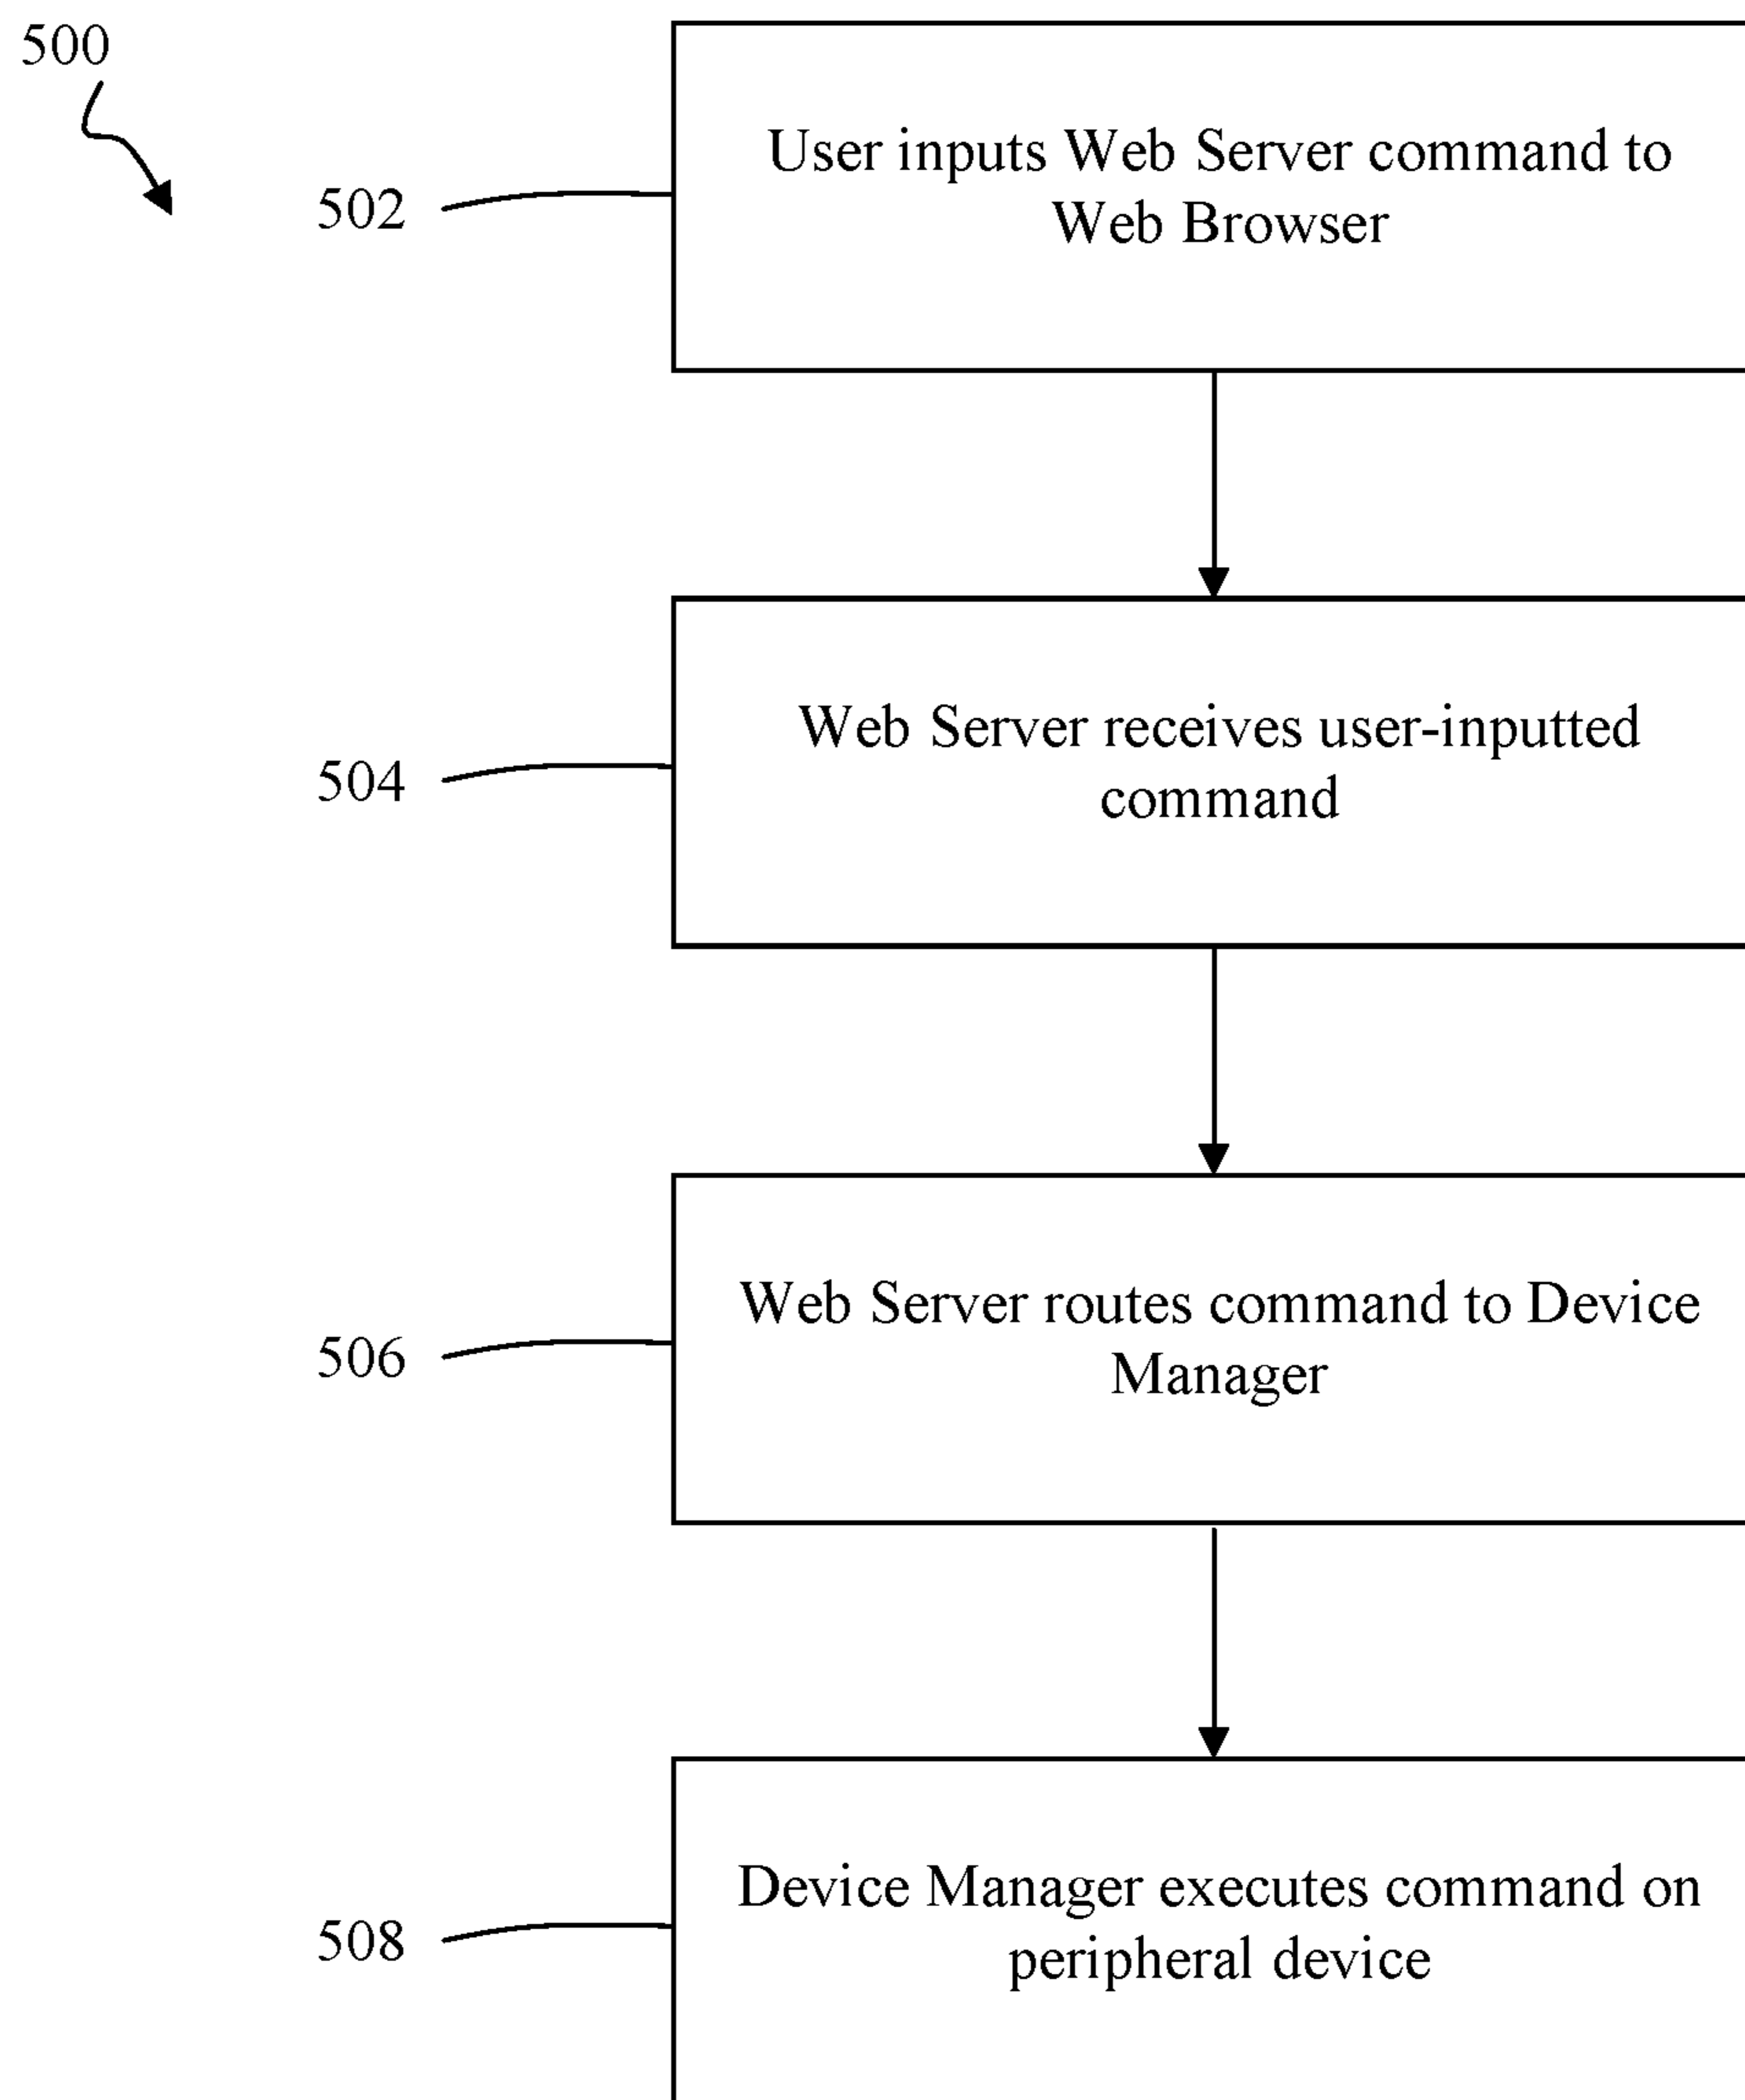 500
502
User inputs Web Server command to
Web Browser
504
Web Server receives user-inputted
command
506
Web Server routes command to Device
Manager
508
Device Manager executes command on
peripheral device